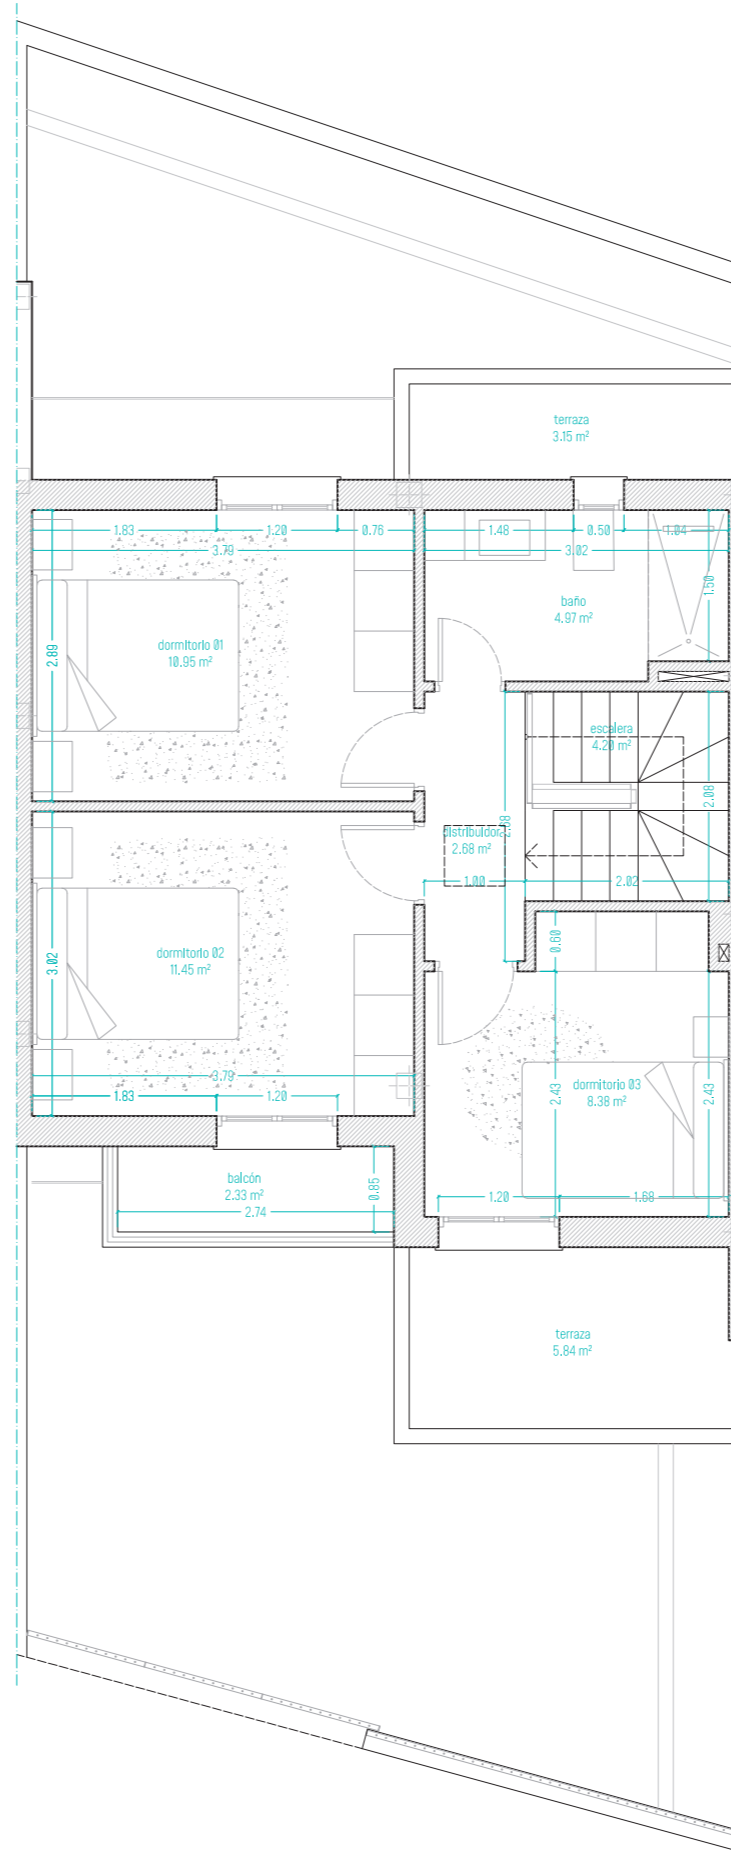 terraza
3.15 m²
1.83
1.20
0.76
1.48
0.50
1.04
3.79
3.02
baño
4.97 m²
1.50
dormitorio 01
10.95 m²
2.89
escalera
4.20 m²
2.08
distribuidor
2.68 m²
2.68
1.00
2.02
dormitorio 02
11.45 m²
3.02
0.60
3.79
1.83
1.20
dormitorio 03
8.38 m²
2.43
2.43
balcón
2.33 m²
2.74
0.85
1.20
1.68
terraza
5.84 m²